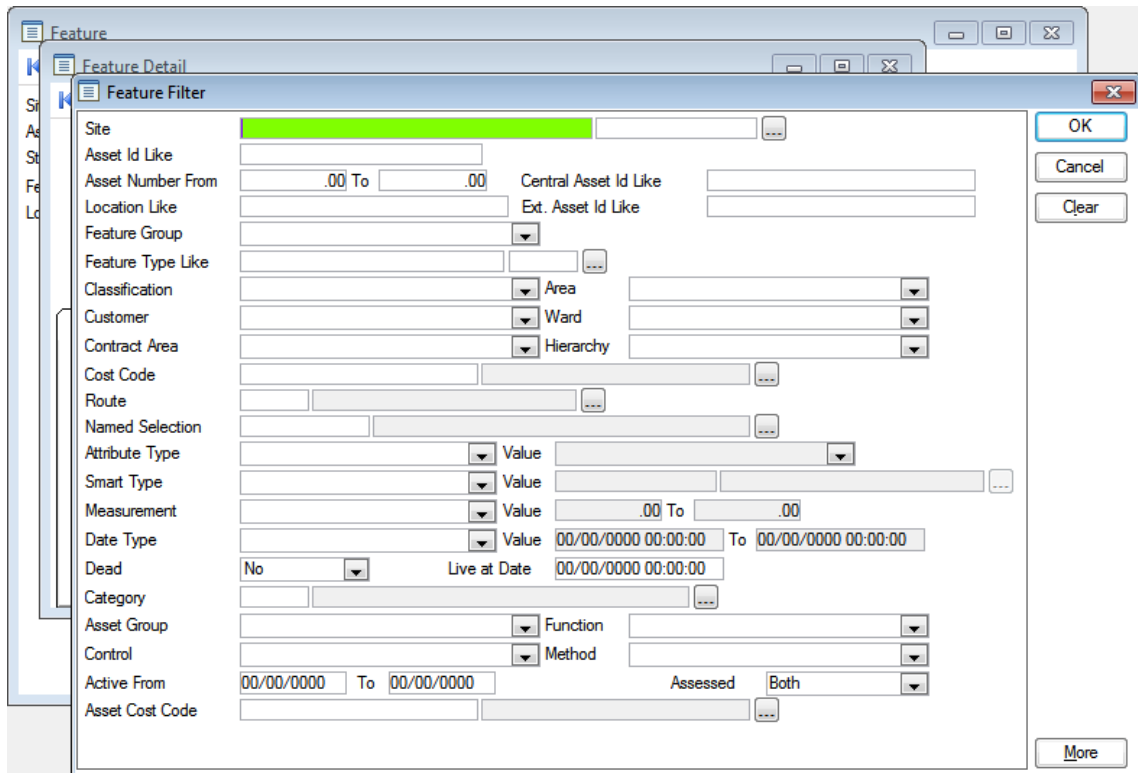 Feature
Feature Detail
Feature Filter
Si
As
St
Fe
Lo
Site ... OK
Asset Id Like
Cancel
Asset Number From .00 To .00 Central Asset Id Like
Location Like Ext. Asset Id Like Clear
Feature Group
Feature Type Like ...
Classification Area
Customer Ward
Contract Area Hierarchy
Cost Code ...
Route ...
Named Selection ...
Attribute Type Value
Smart Type Value ...
Measurement Value .00 To .00
Date Type Value 00/00/0000 00:00:00 To 00/00/0000 00:00:00
Dead No Live at Date 00/00/0000 00:00:00
Category ...
Asset Group Function
Control Method
Active From 00/00/0000 To 00/00/0000 Assessed Both
Asset Cost Code ...
More